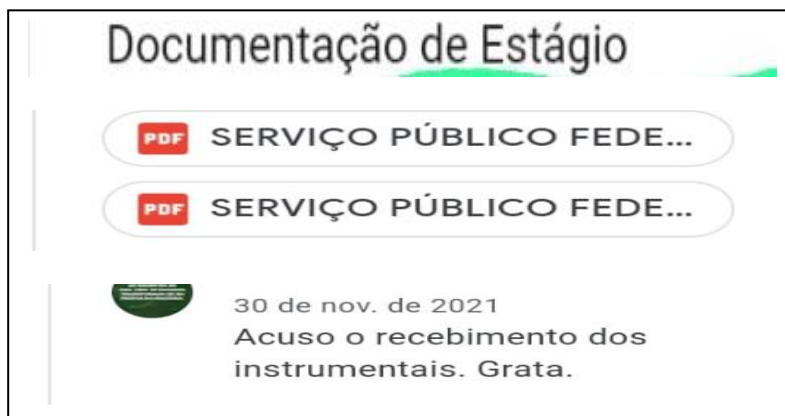 Documentação de Estágio
PDF SERVIÇO PÚBLICO FEDE...
PDF SERVIÇO PÚBLICO FEDE...
30 de nov. de 2021
Acuso o recebimento dos
instrumentais. Grata.